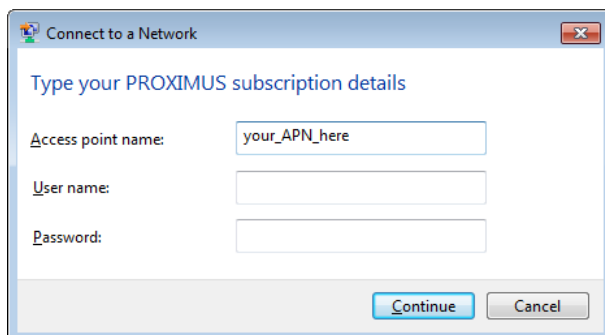 Connect to a Network
Type your PROXIMUS subscription details
Access point name: your_APN_here
User name:
Password:
Continue Cancel